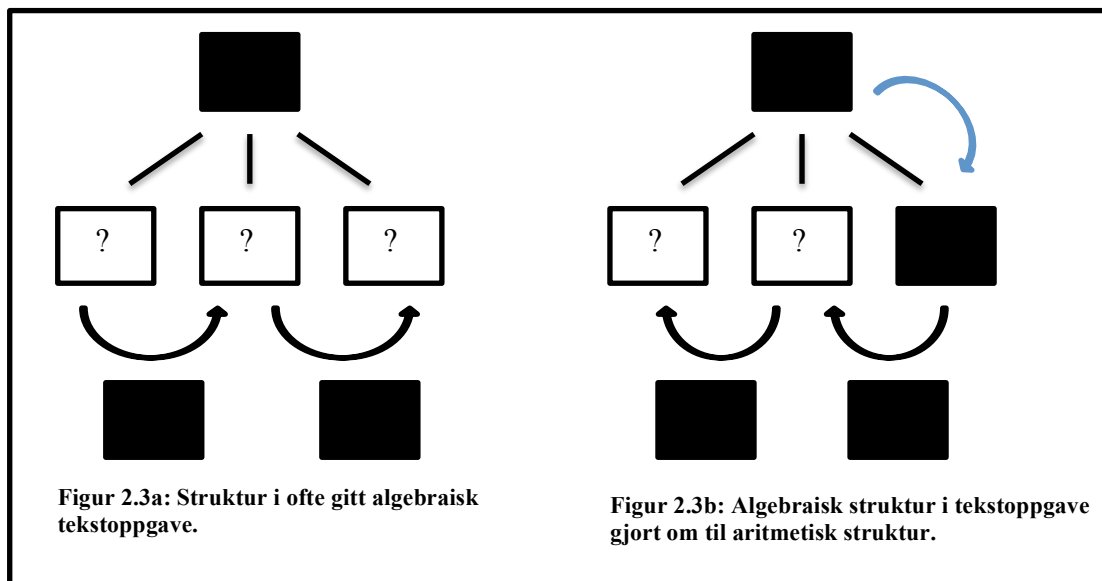 ? ? ?
Figur 2.3a: Struktur i ofte gitt algebraisk
tekstoppgave.
? ?
Figur 2.3b: Algebraisk struktur i tekstoppgave
gjort om til aritmetisk struktur.